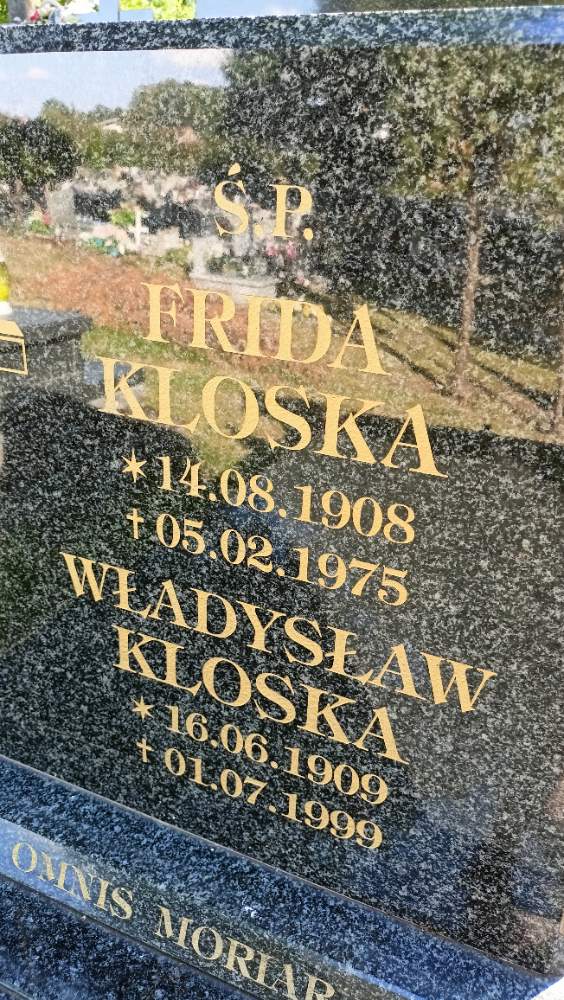 Ś.P.
FRIDA
KLOSKA
* 14.08.1908
† 05.02.1975
WŁADYSŁAW
KLOSKA
* 16.06.1909
† 01.07.1999
OMNIS MORIAR